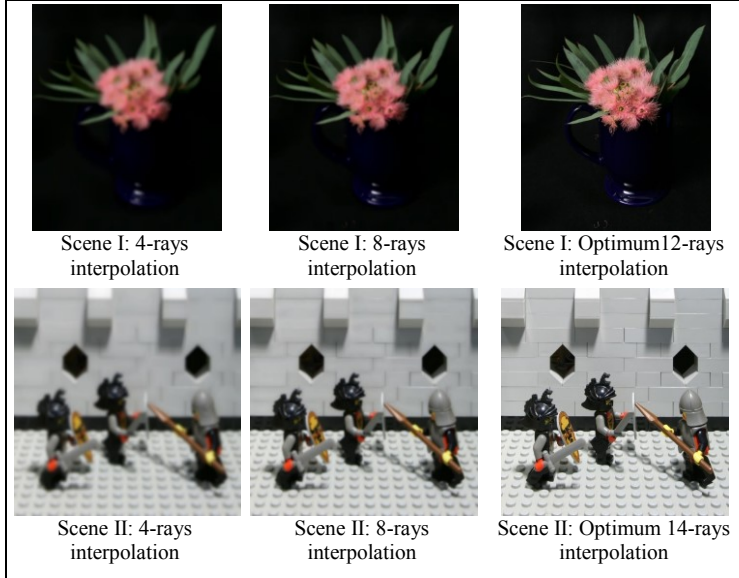 Scene I: 4-rays
interpolation
Scene I: 8-rays
interpolation
Scene I: Optimum12-rays
interpolation
Scene II: 4-rays
interpolation
Scene II: 8-rays
interpolation
Scene II: Optimum 14-rays
interpolation